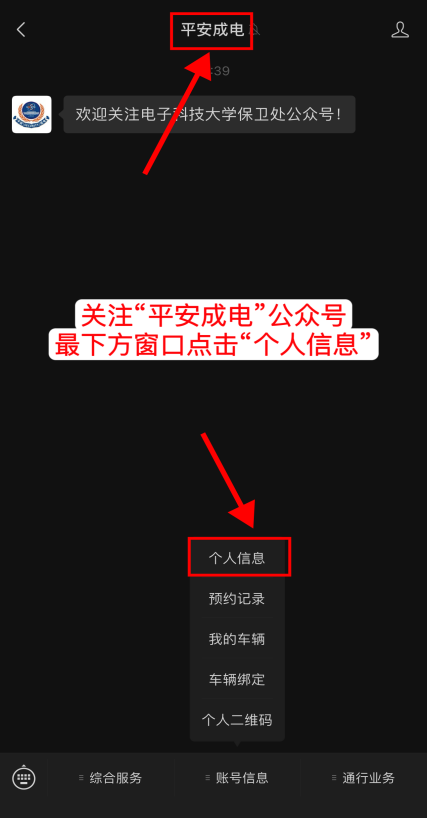 平安成电
:39
欢迎关注电子科技大学保卫处公众号！
关注“平安成电”公众号
最下方窗口点击“个人信息”
个人信息
预约记录
我的车辆
车辆绑定
个人二维码
综合服务
账号信息
通行业务